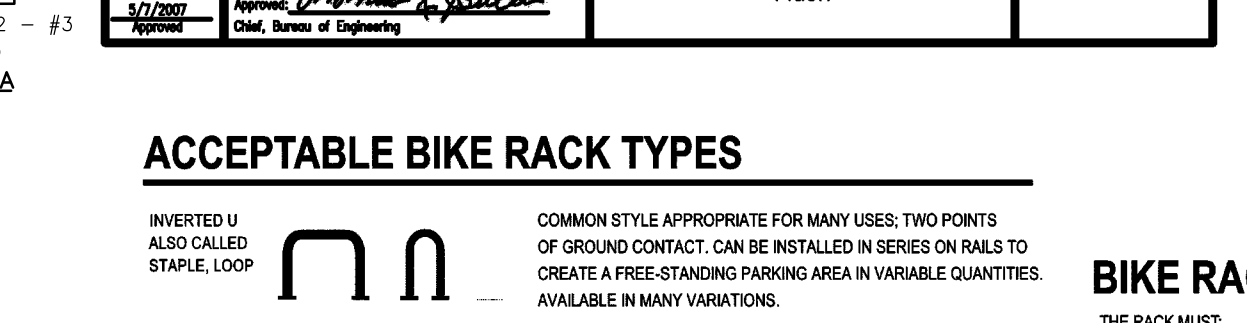 5/7/2007
Approved
Approved:
Chief, Bureau of Engineering
- #3
A
ACCEPTABLE BIKE RACK TYPES
INVERTED U
ALSO CALLED
STAPLE, LOOP
COMMON STYLE APPROPRIATE FOR MANY USES; TWO POINTS
OF GROUND CONTACT. CAN BE INSTALLED IN SERIES ON RAILS TO
CREATE A FREE-STANDING PARKING AREA IN VARIABLE QUANTITIES.
AVAILABLE IN MANY VARIATIONS.
BIKE RA
THE RACK MUST: